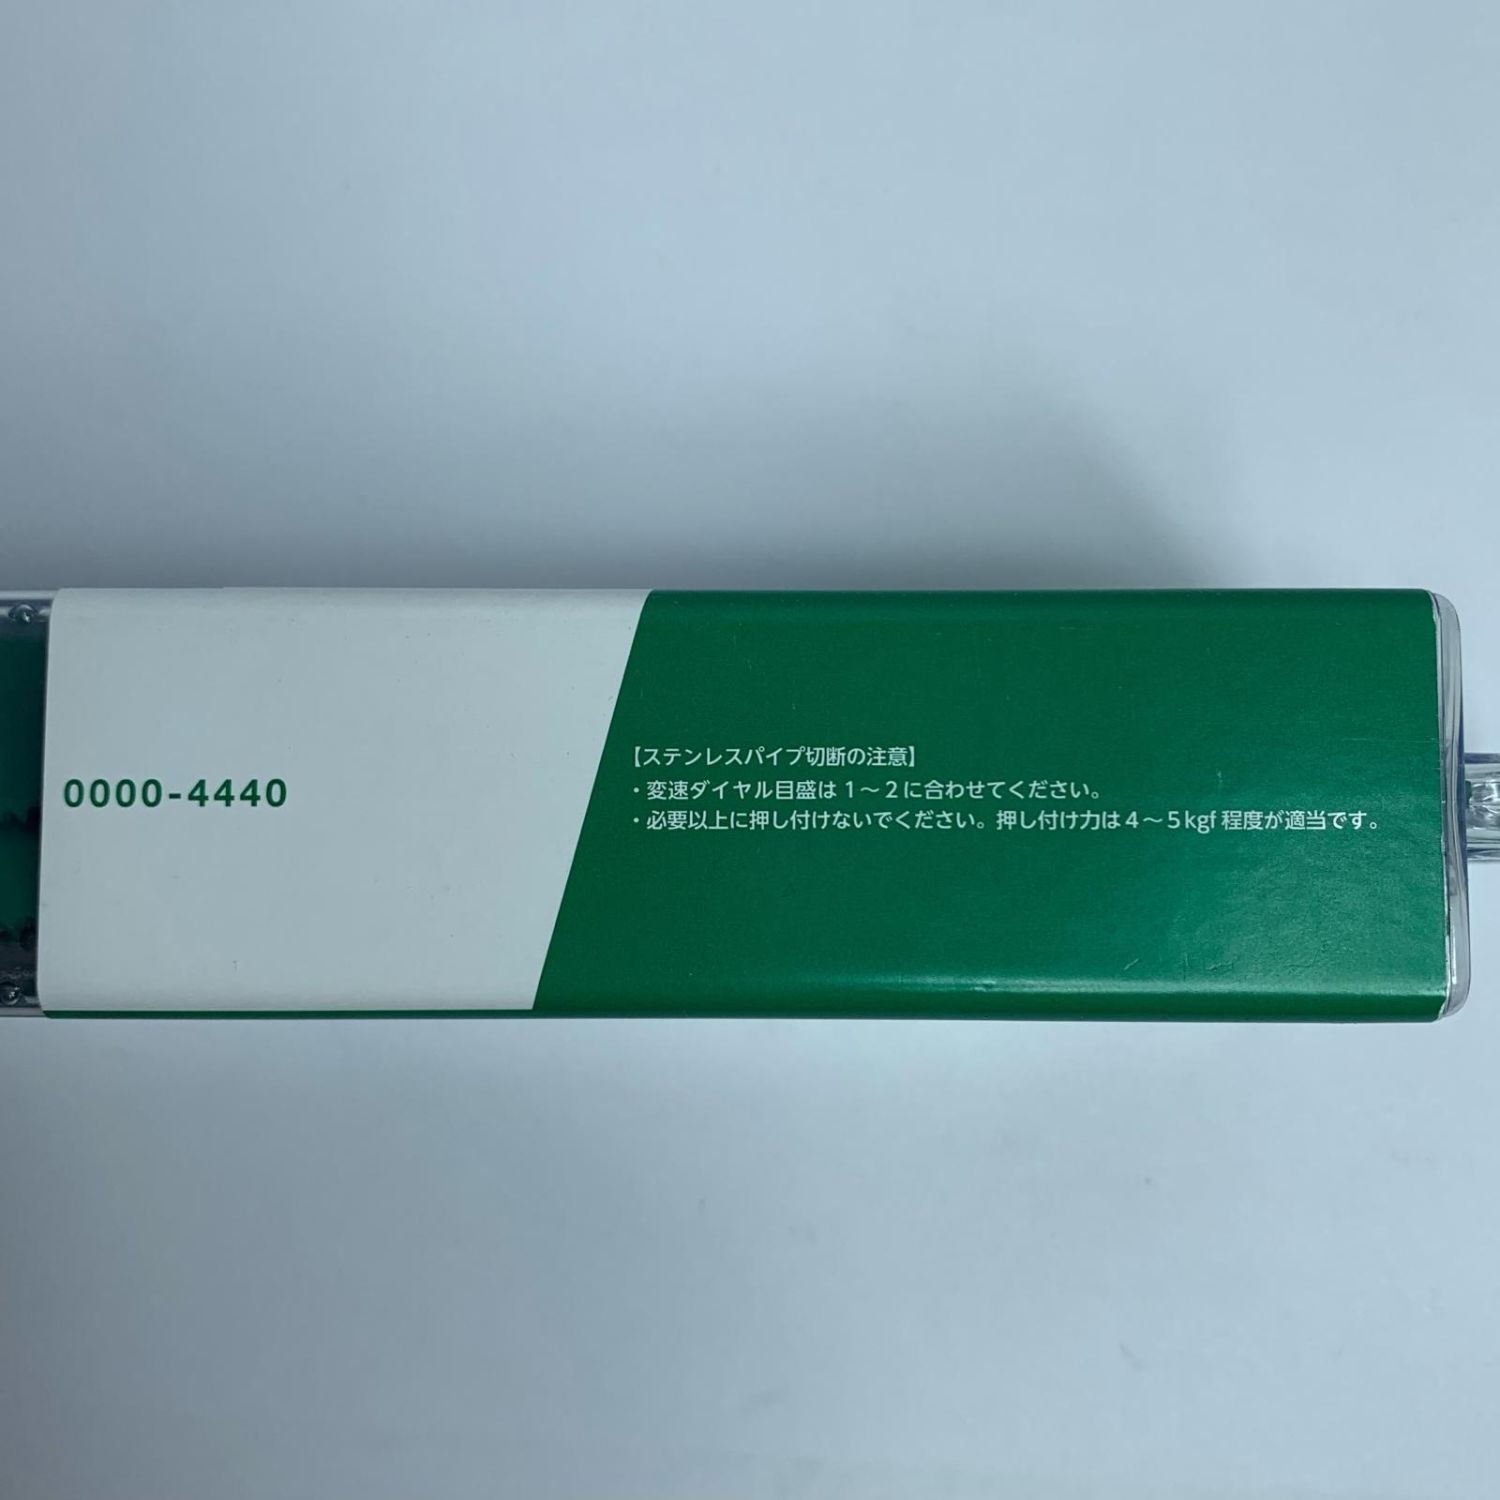 0000-4440
【ステンレスパイプ切断の注意】
・変速ダイヤル目盛は1～2に合わせてください。
・必要以上に押し付けないでください。押し付け力は4～5kgf程度が適当です。